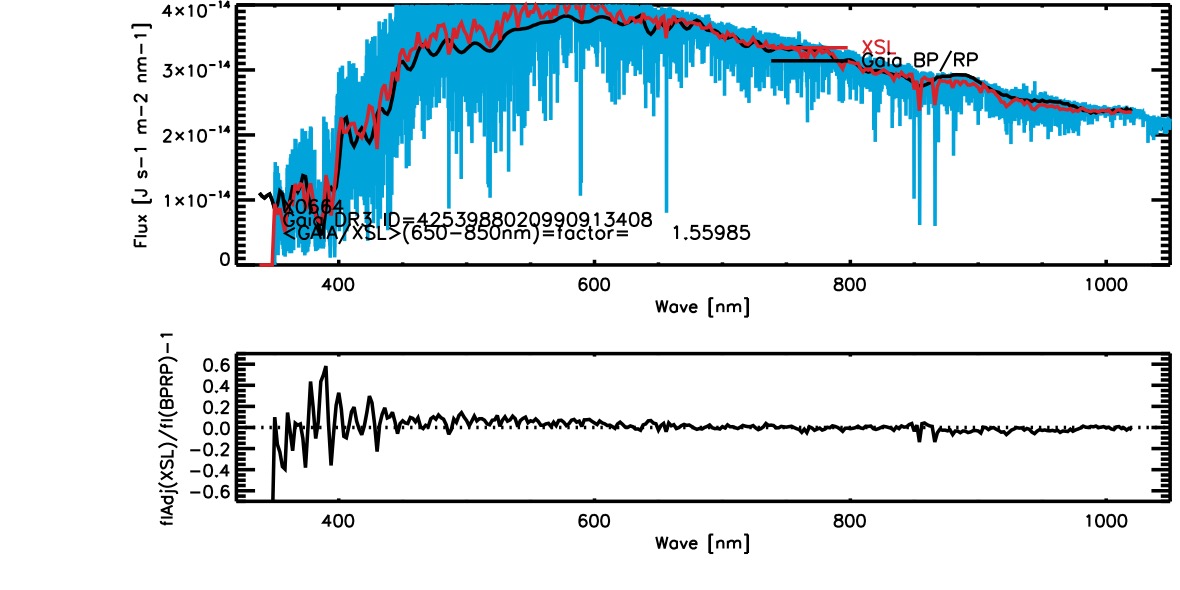 4×10⁻¹⁴
3×10⁻¹⁴
2×10⁻¹⁴
1×10⁻¹⁴
0
Flux [J s−1 m−2 nm−1]
XSL
Gaia BP/RP
X0664
Gaia DR3 ID=4253988020990913408
<GAIA/XSL>(650−850nm)=factor= 1.55985
400 600 800 1000
Wave [nm]
0.6
0.4
0.2
0.0
−0.2
−0.4
−0.6
flAdj(XSL)/fl(BPRP)−1
400 600 800 1000
Wave [nm]